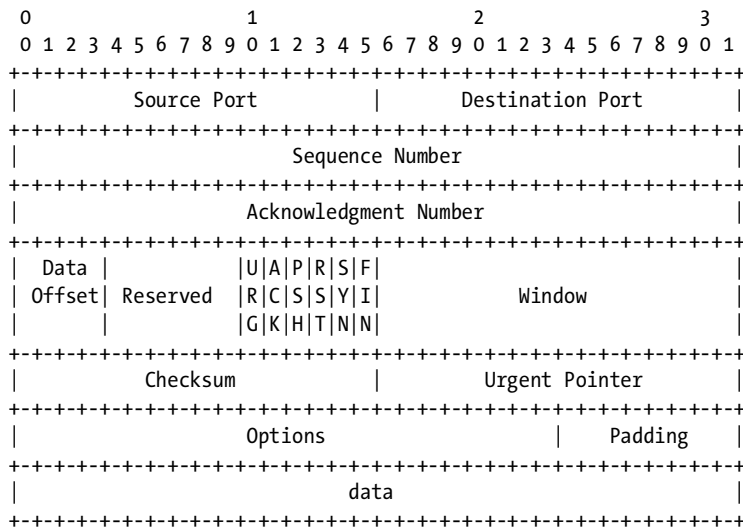 0                   1                   2                   3
 0 1 2 3 4 5 6 7 8 9 0 1 2 3 4 5 6 7 8 9 0 1 2 3 4 5 6 7 8 9 0 1
+-+-+-+-+-+-+-+-+-+-+-+-+-+-+-+-+-+-+-+-+-+-+-+-+-+-+-+-+-+-+-+-+
|          Source Port          |       Destination Port        |
+-+-+-+-+-+-+-+-+-+-+-+-+-+-+-+-+-+-+-+-+-+-+-+-+-+-+-+-+-+-+-+-+
|                        Sequence Number                        |
+-+-+-+-+-+-+-+-+-+-+-+-+-+-+-+-+-+-+-+-+-+-+-+-+-+-+-+-+-+-+-+-+
|                    Acknowledgment Number                      |
+-+-+-+-+-+-+-+-+-+-+-+-+-+-+-+-+-+-+-+-+-+-+-+-+-+-+-+-+-+-+-+-+
|  Data |           |U|A|P|R|S|F|                               |
| Offset| Reserved  |R|C|S|S|Y|I|            Window             |
|       |           |G|K|H|T|N|N|                               |
+-+-+-+-+-+-+-+-+-+-+-+-+-+-+-+-+-+-+-+-+-+-+-+-+-+-+-+-+-+-+-+-+
|           Checksum            |         Urgent Pointer        |
+-+-+-+-+-+-+-+-+-+-+-+-+-+-+-+-+-+-+-+-+-+-+-+-+-+-+-+-+-+-+-+-+
|                    Options                    |    Padding    |
+-+-+-+-+-+-+-+-+-+-+-+-+-+-+-+-+-+-+-+-+-+-+-+-+-+-+-+-+-+-+-+-+
|                             data                              |
+-+-+-+-+-+-+-+-+-+-+-+-+-+-+-+-+-+-+-+-+-+-+-+-+-+-+-+-+-+-+-+-+